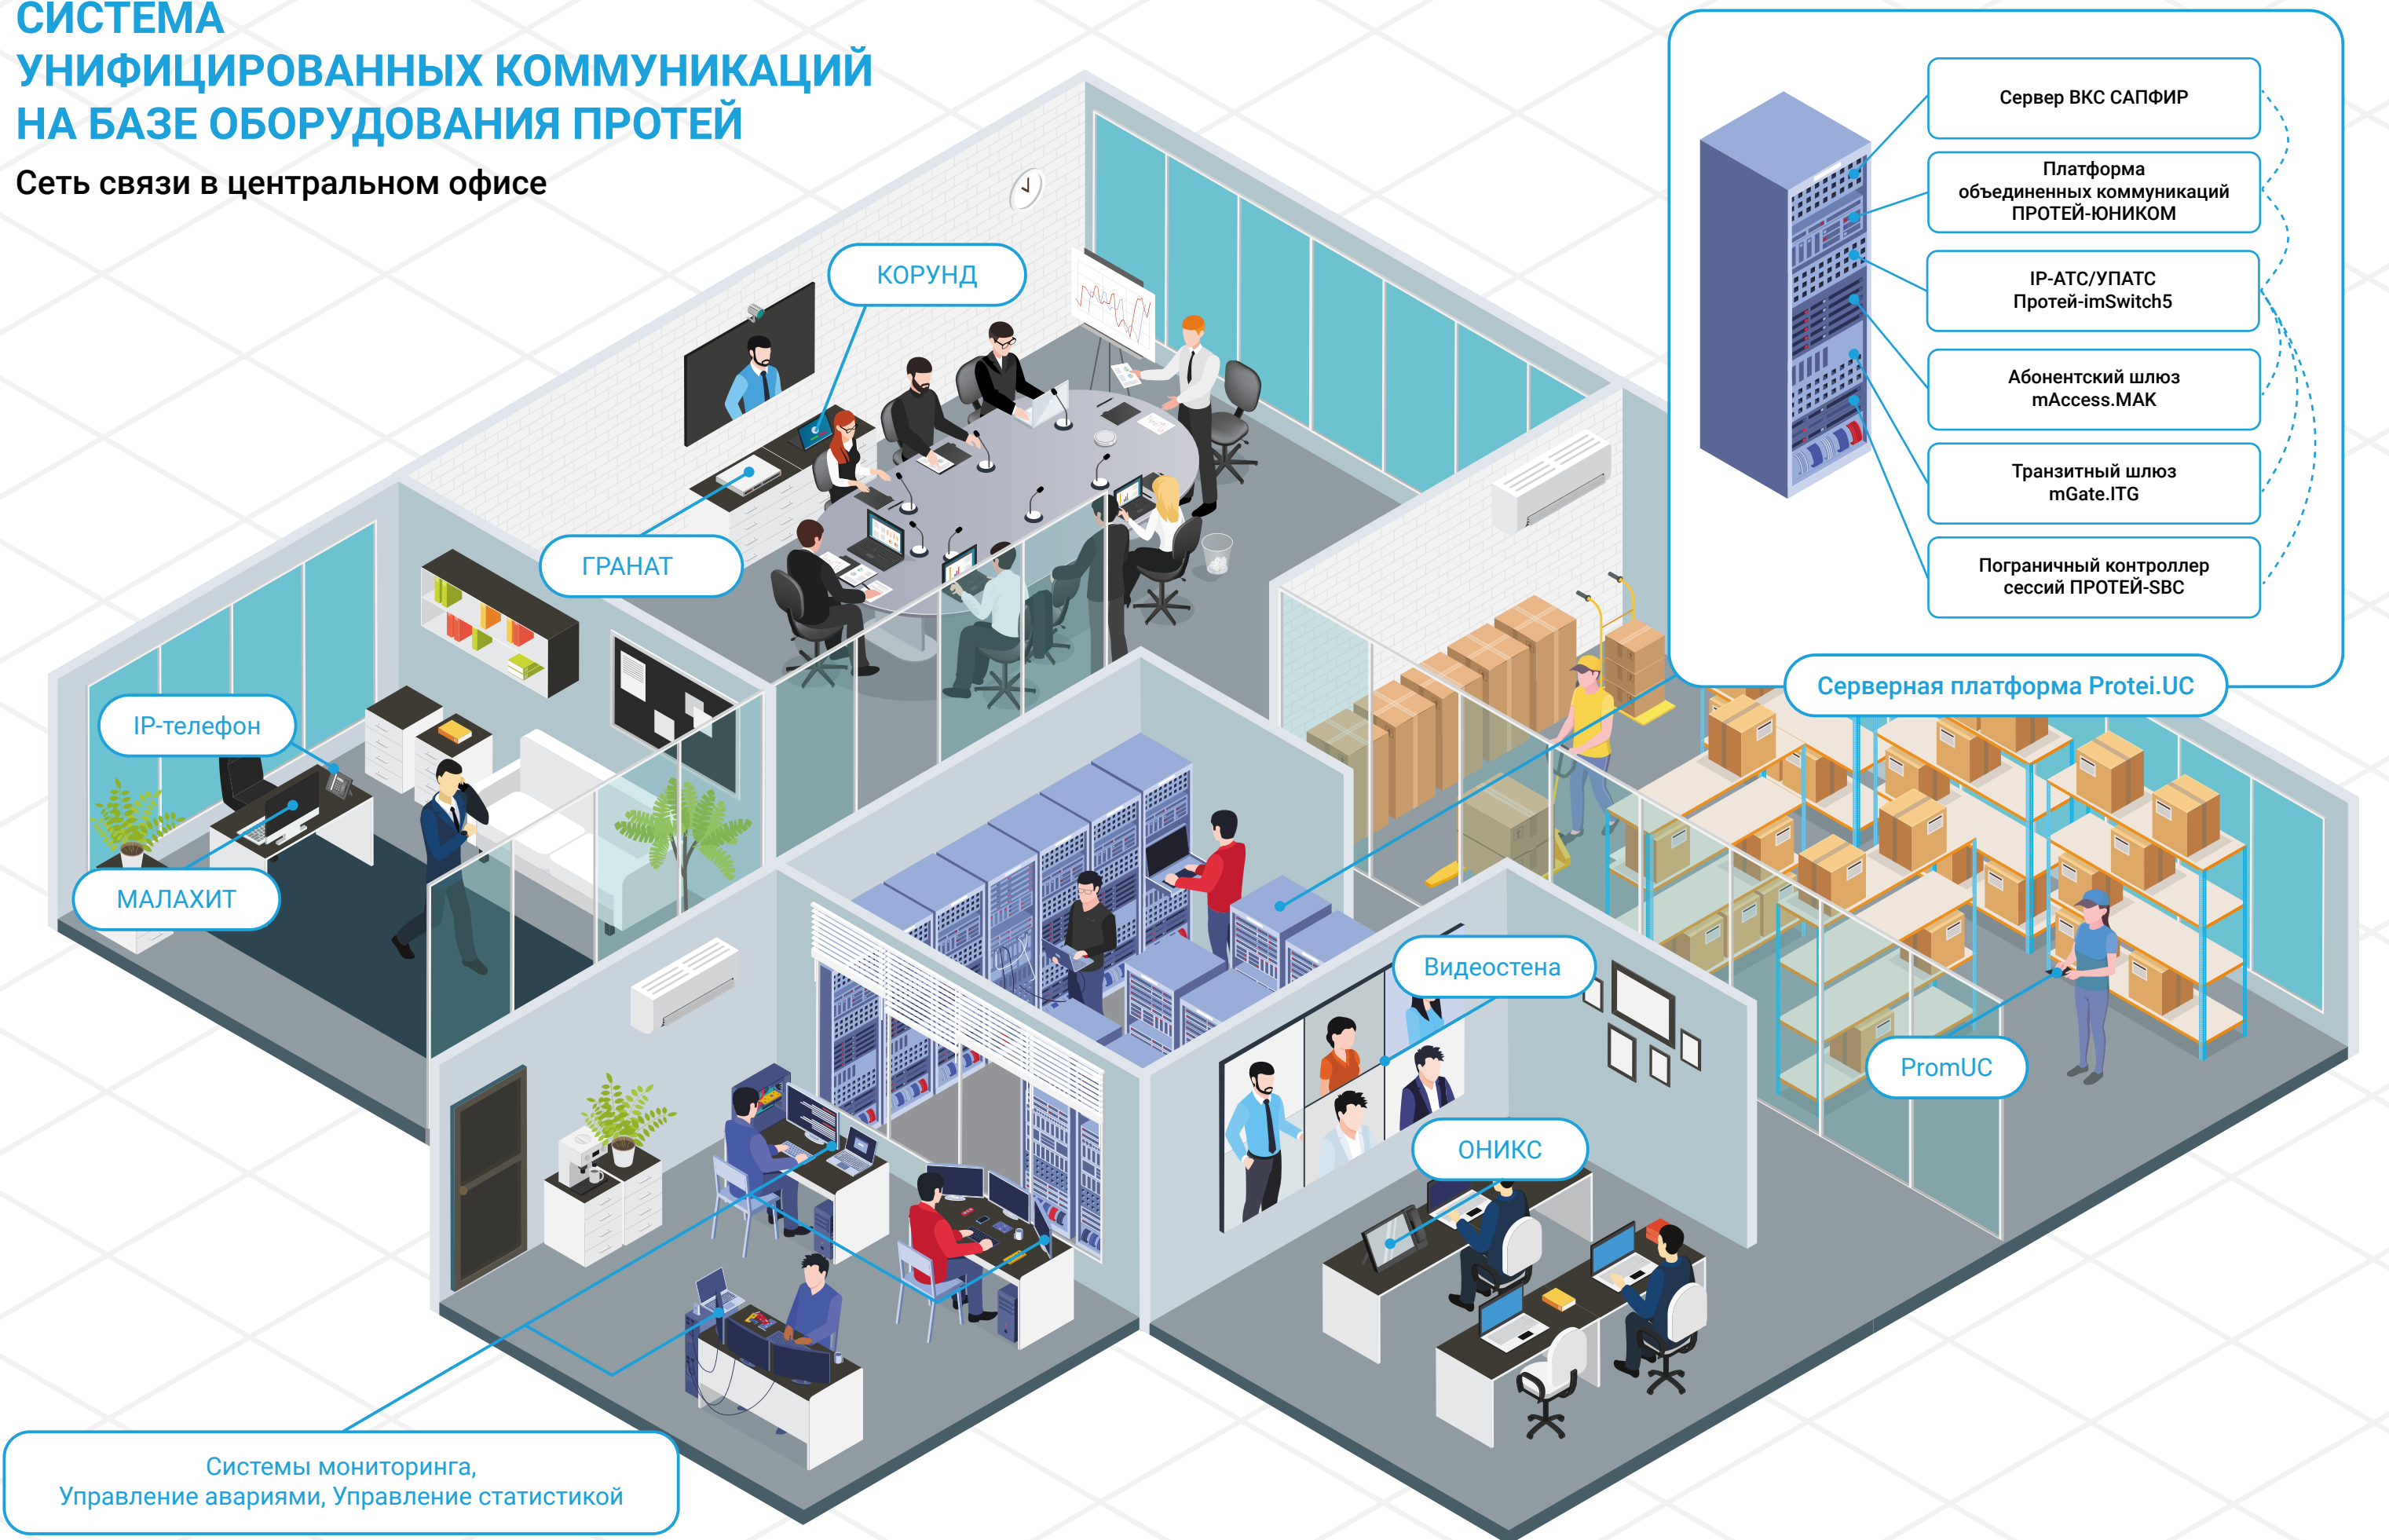 СИСТЕМА
УНИФИЦИРОВАННЫХ КОММУНИКАЦИЙ
НА БАЗЕ ОБОРУДОВАНИЯ ПРОТЕЙ
Сеть связи в центральном офисе
Сервер ВКС САПФИР
Платформа
объединенных коммуникаций
ПРОТЕЙ-ЮНИКОМ
IP-АТС/УПАТС
Протей-imSwitch5
Абонентский шлюз
mAccess.MAK
Транзитный шлюз
mGate.ITG
Пограничный контроллер
сессий ПРОТЕЙ-SBC
Серверная платформа Protei.UC
КОРУНД
ГРАНАТ
IP-телефон
МАЛАХИТ
Видеостена
PromUC
ОНИКС
Системы мониторинга,
Управление авариями, Управление статистикой